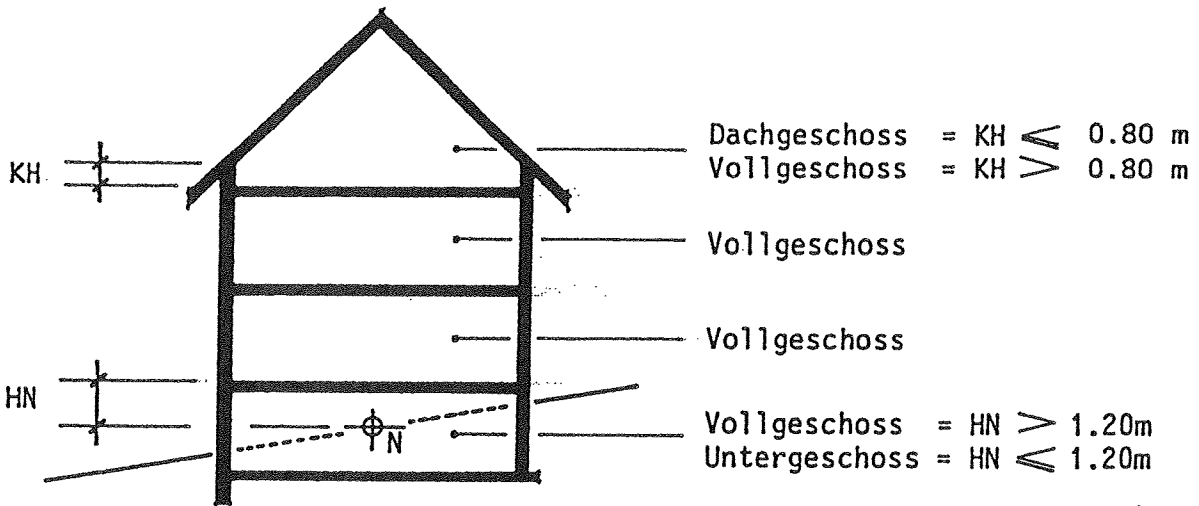 Dachgeschoss = KH ≤ 0.80 m
Vollgeschoss = KH > 0.80 m
KH
Vollgeschoss
Vollgeschoss
HN
Vollgeschoss = HN > 1.20m
N
Untergeschoss = HN ≤ 1.20m